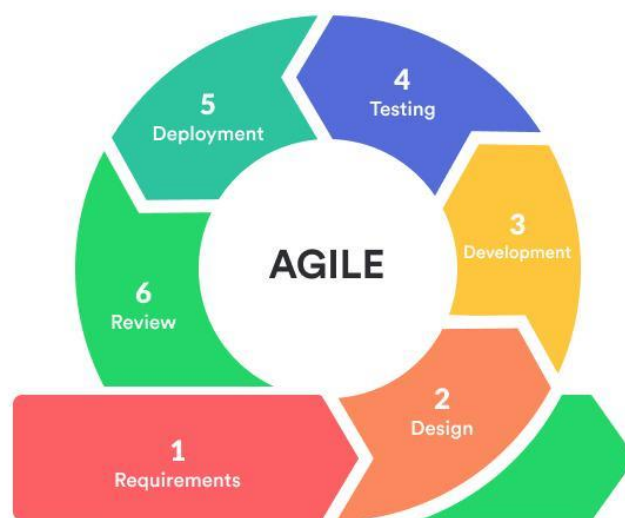 AGILE
1
Requirements
2
Design
3
Development
4
Testing
5
Deployment
6
Review